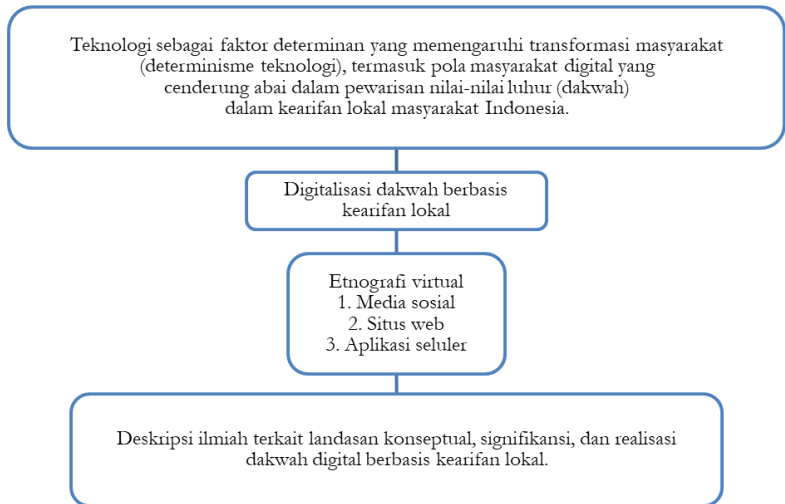 Teknologi sebagai faktor determinan yang memengaruhi transformasi masyarakat
(determinisme teknologi), termasuk pola masyarakat digital yang
cenderung abai dalam pewarisan nilai-nilai luhur (dakwah)
dalam kearifan lokal masyarakat Indonesia.
Digitalisasi dakwah berbasis
kearifan lokal
Etnografi virtual
1. Media sosial
2. Situs web
3. Aplikasi seluler
Deskripsi ilmiah terkait landasan konseptual, signifikansi, dan realisasi
dakwah digital berbasis kearifan lokal.